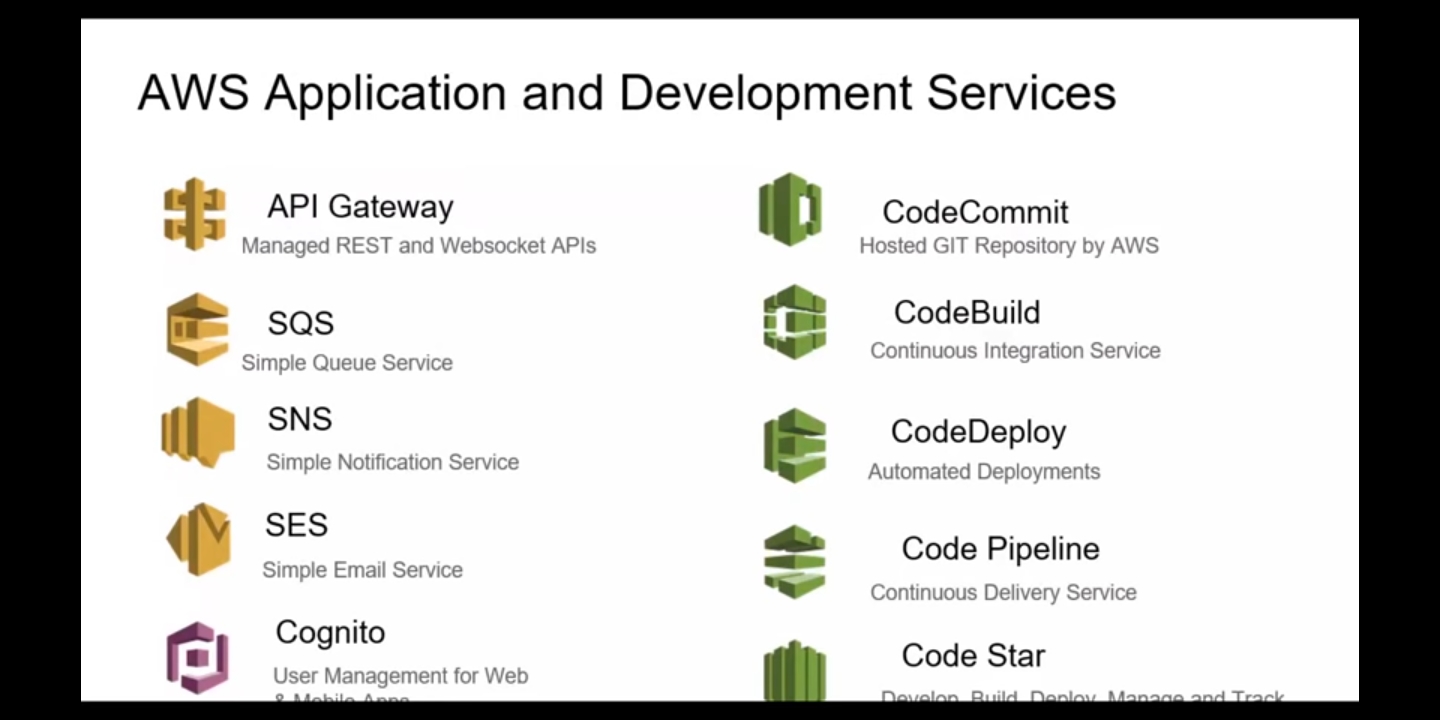 AWS Application and Development Services
API Gateway
Managed REST and Websocket APIs
SQS
Simple Queue Service
SNS
Simple Notification Service
SES
Simple Email Service
Cognito
User Management for Web
& Mobile Apps
CodeCommit
Hosted GIT Repository by AWS
CodeBuild
Continuous Integration Service
CodeDeploy
Automated Deployments
Code Pipeline
Continuous Delivery Service
Code Star
Develop, Build, Deploy, Manage and Track